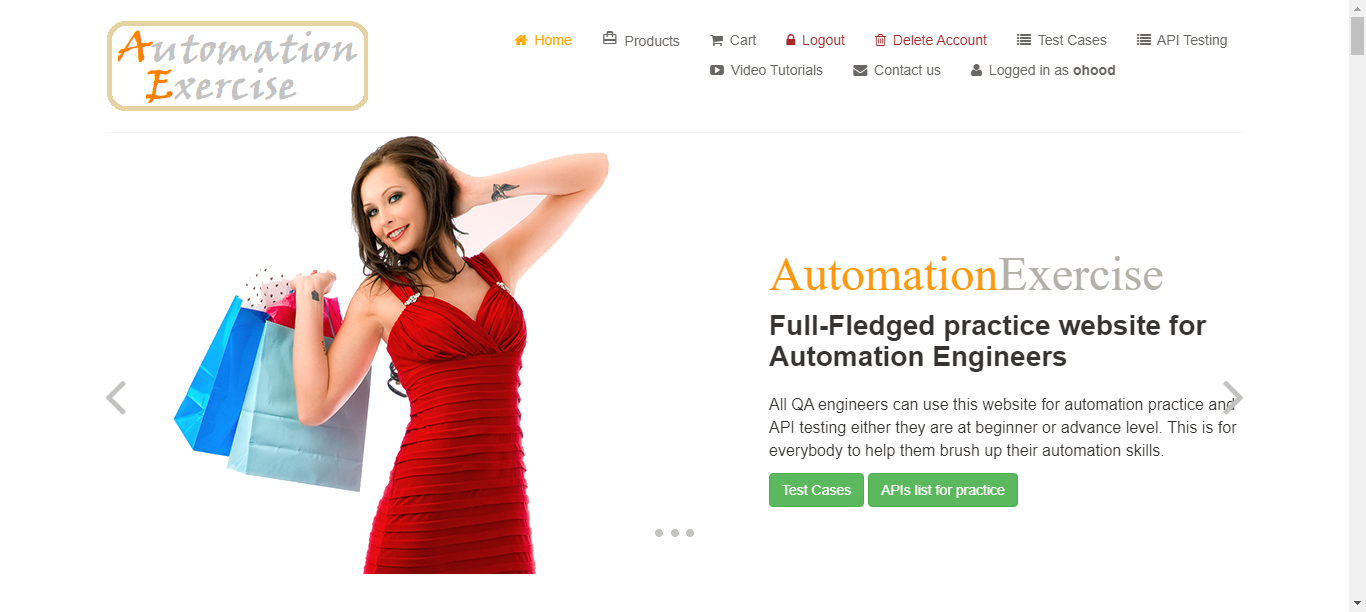 Automation
Exercise
Home Products Cart Logout Delete Account Test Cases API Testing
Video Tutorials Contact us Logged in as ohood
AutomationExercise
Full-Fledged practice website for
Automation Engineers
All QA engineers can use this website for automation practice and
API testing either they are at beginner or advance level. This is for
everybody to help them brush up their automation skills.
Test Cases APIs list for practice